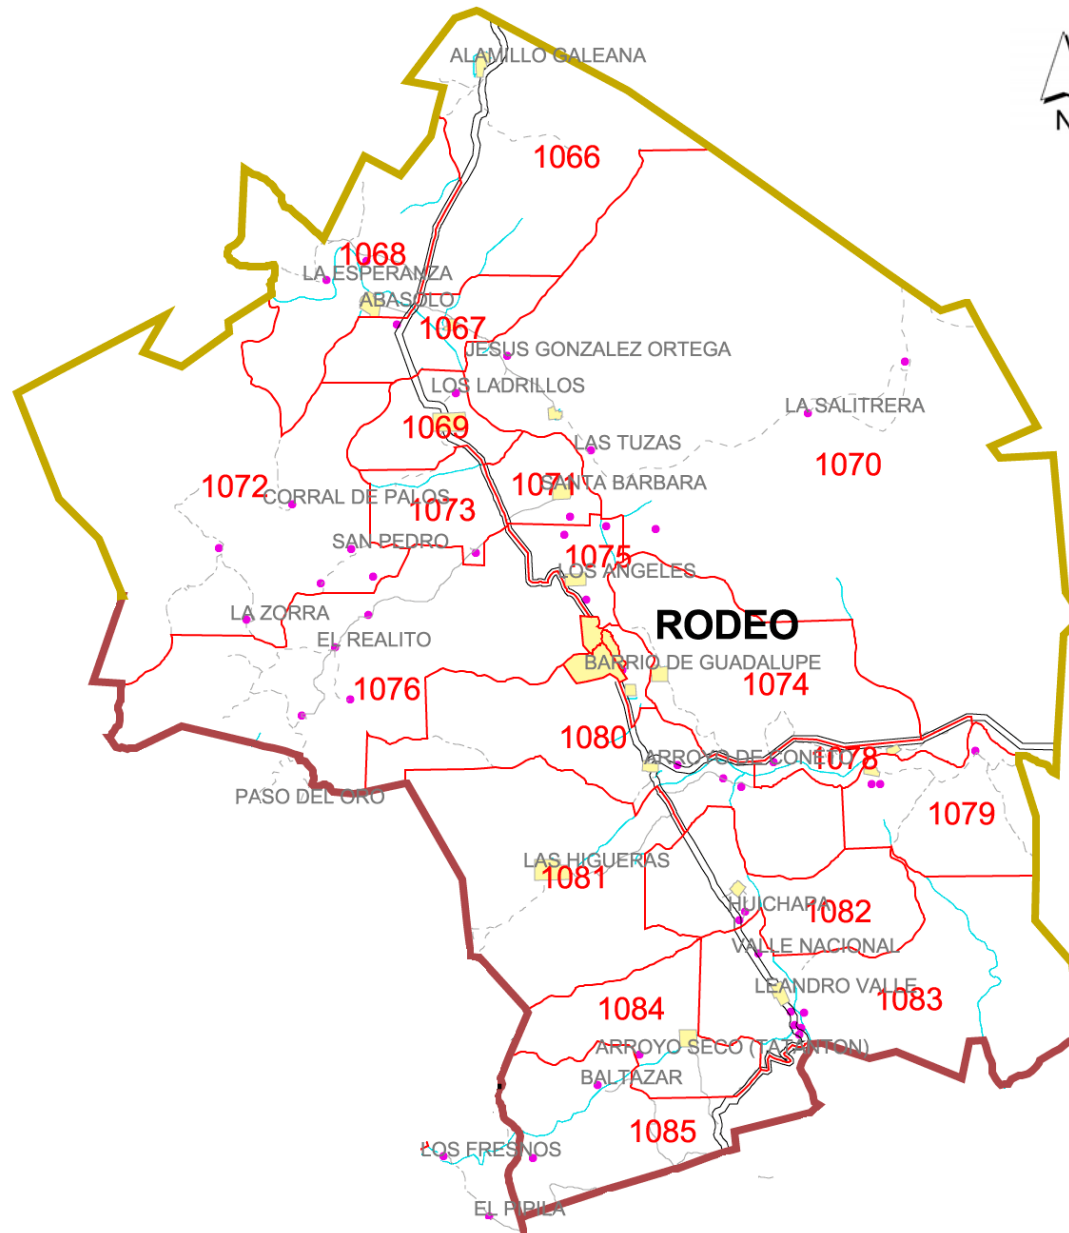 ALAMILLO GALEANA
N
1066
1068
LA ESPERANZA
ABASOLO
1067
JESUS GONZALEZ ORTEGA
LOS LADRILLOS
LA SALITRERA
1069
LAS TUZAS
1070
1072
1071
SANTA BARBARA
CORRAL DE PALOS
1073
SAN PEDRO
1075
LOS ANGELES
LA ZORRA
RODEO
EL REALITO
BARRIO DE GUADALUPE
1076
1074
1080
ARROYO DE CONETO
1078
PASO DEL ORO
1079
LAS HIGUERAS
1081
HUICHAPA
1082
VALLE NACIONAL
LEANDRO VALLE
1083
1084
ARROYO SECO (TATANTON)
BALTAZAR
1085
LOS FRESNOS
EL PIPILA